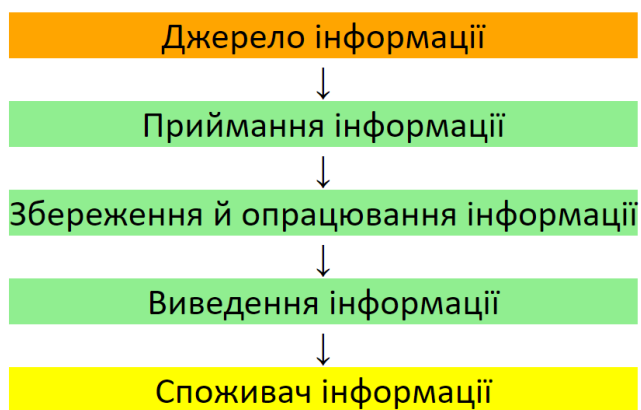 Джерело інформації
↓
Приймання інформації
↓
Збереження й опрацювання інформації
↓
Виведення інформації
↓
Споживач інформації